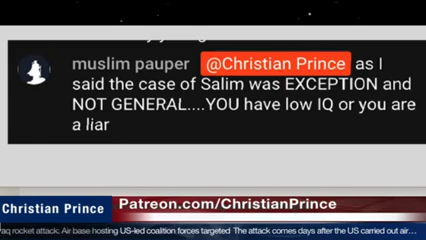 muslim pauper @Christian Prince as I
said the case of Salim was EXCEPTION and
NOT GENERAL....YOU have low IQ or you are
a liar
Christian Prince
Patreon.com/ChristianPrince
aq rocket attack: Air base hosting US-led coalition forces targeted The attack comes days after the US carried out air...